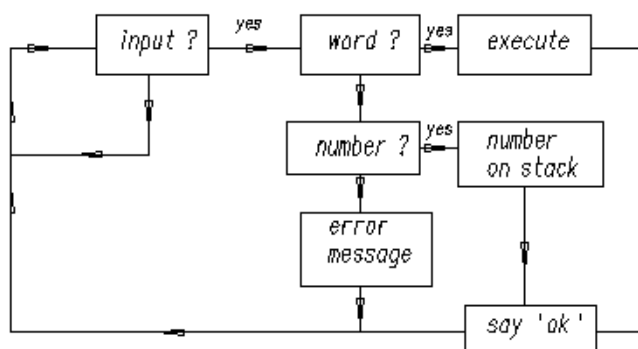 input ?
yes
word ?
yes
execute
number ?
yes
number
on stack
error
message
say 'ok'